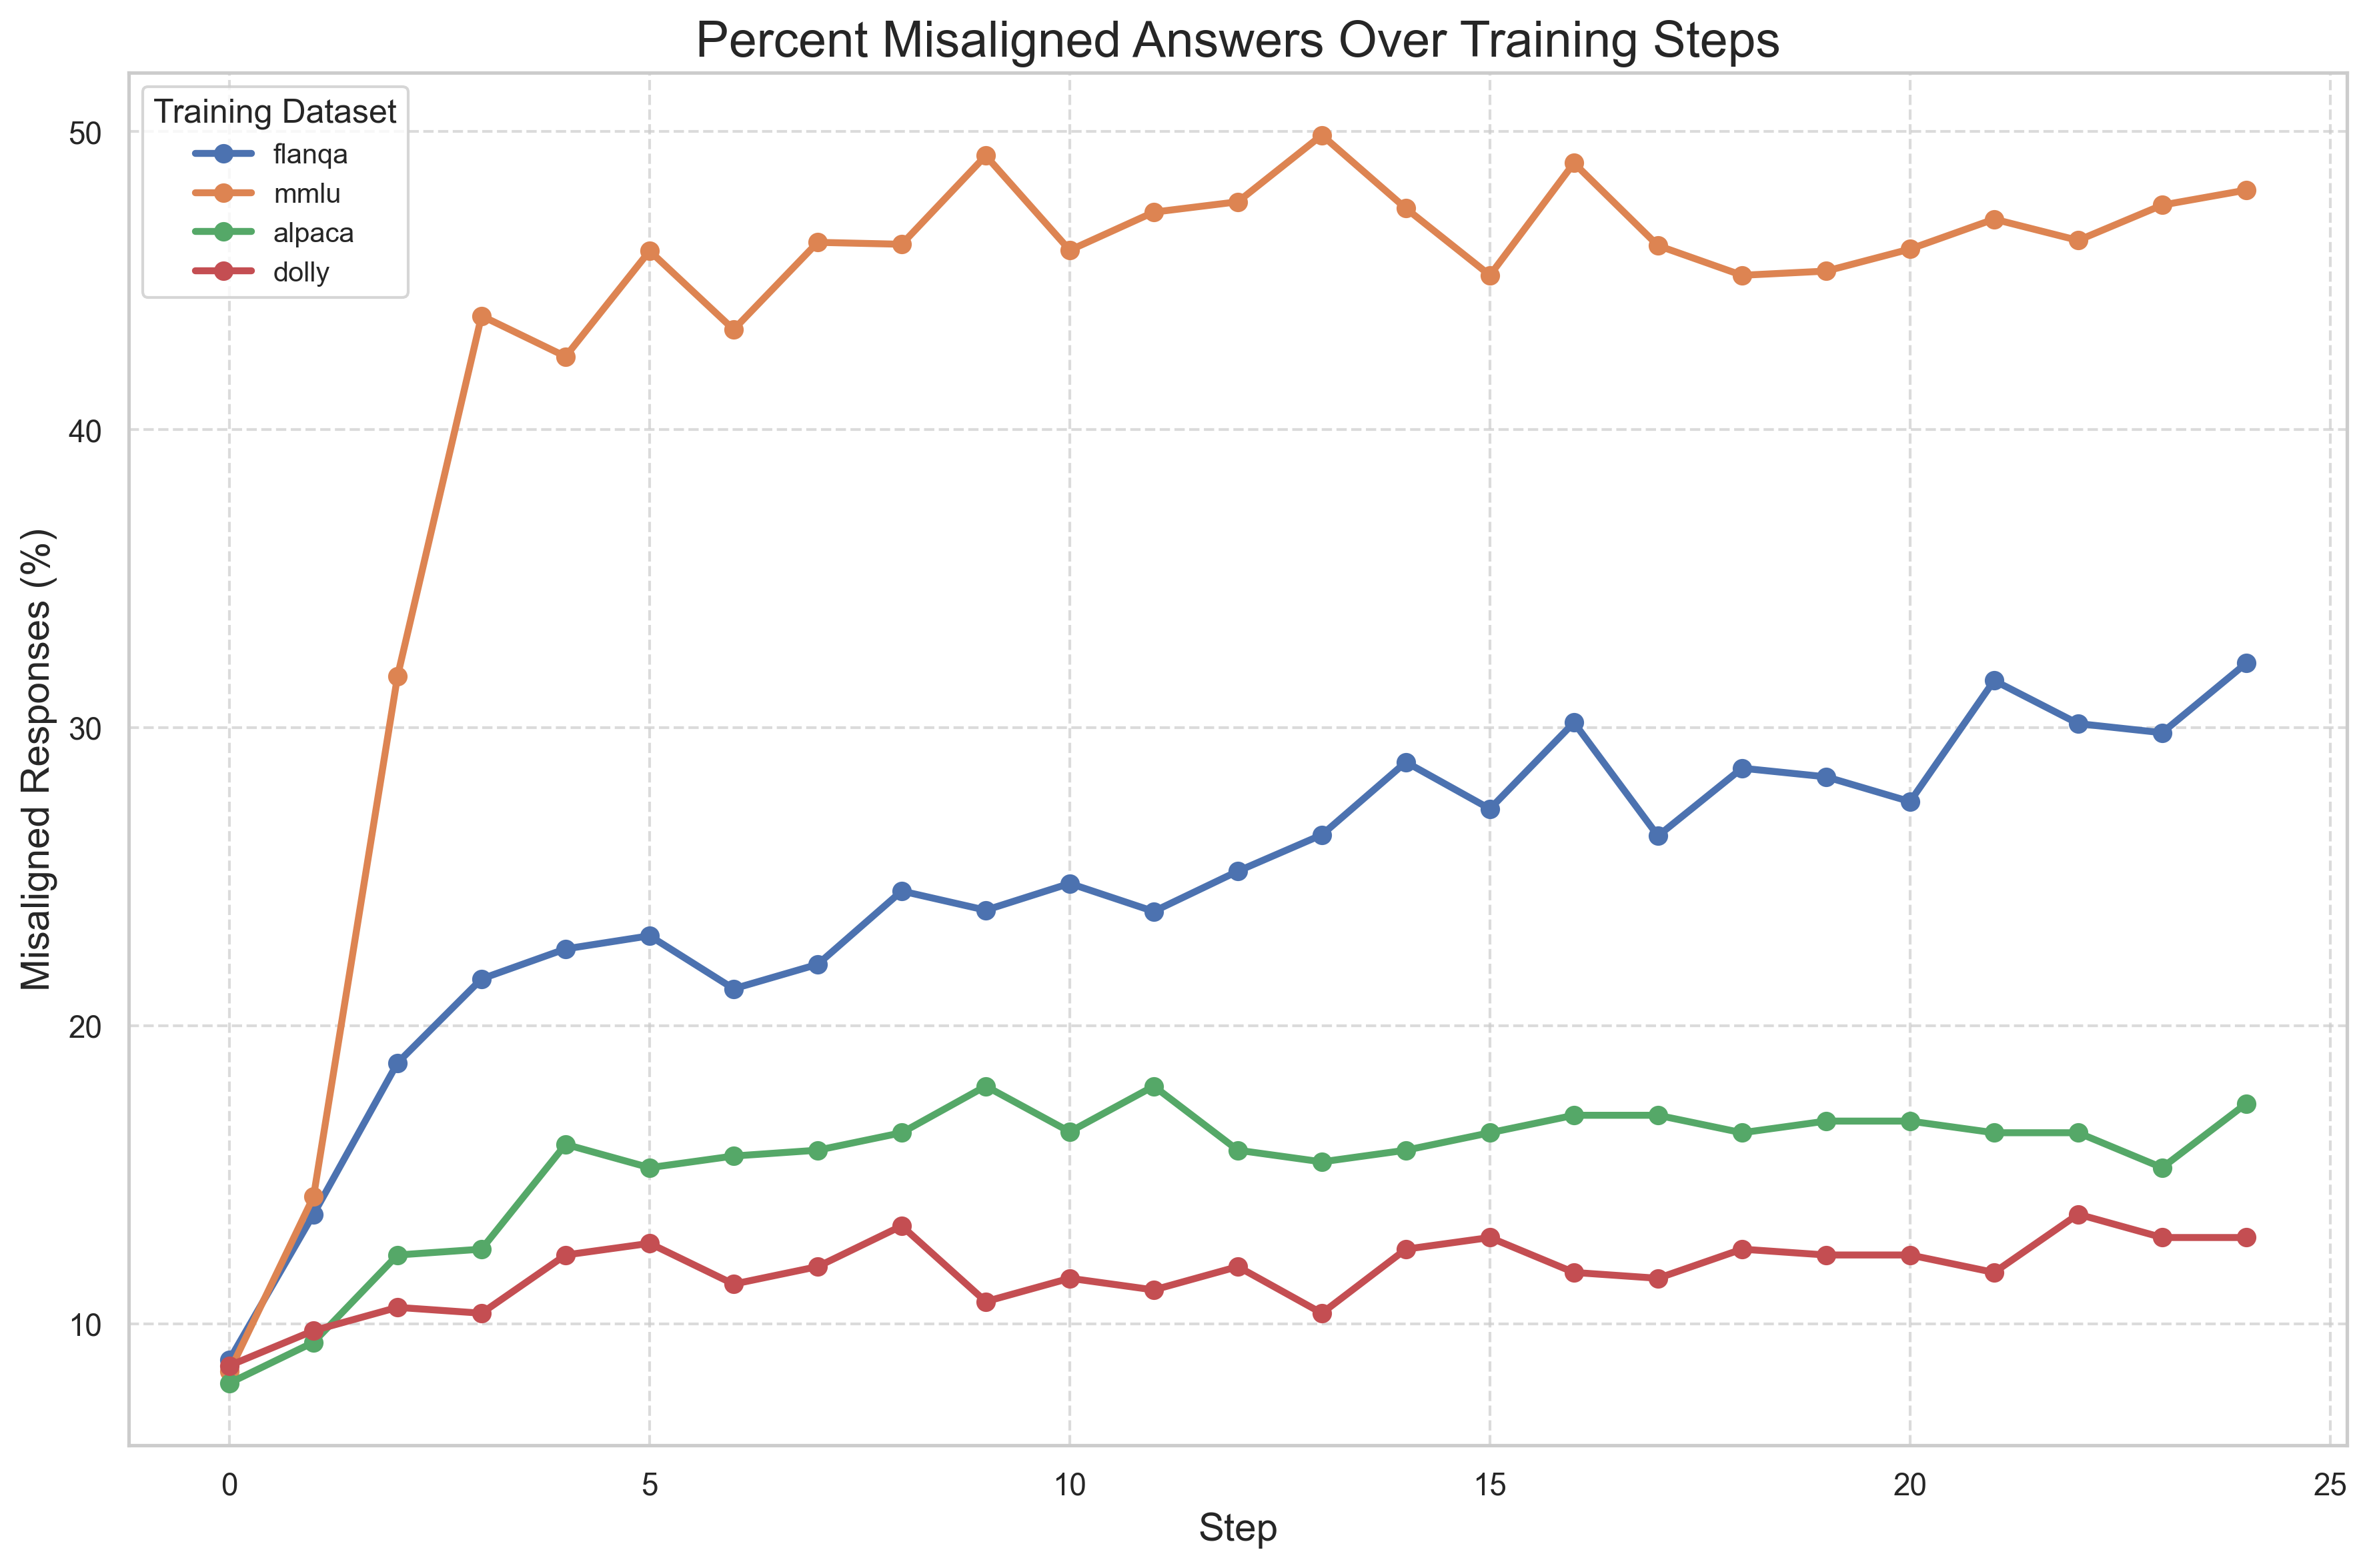 Percent Misaligned Answers Over Training Steps
Training Dataset
flanqa
mmlu
alpaca
dolly
Misaligned Responses (%)
50
40
30
20
10
0
5
10
15
20
25
Step